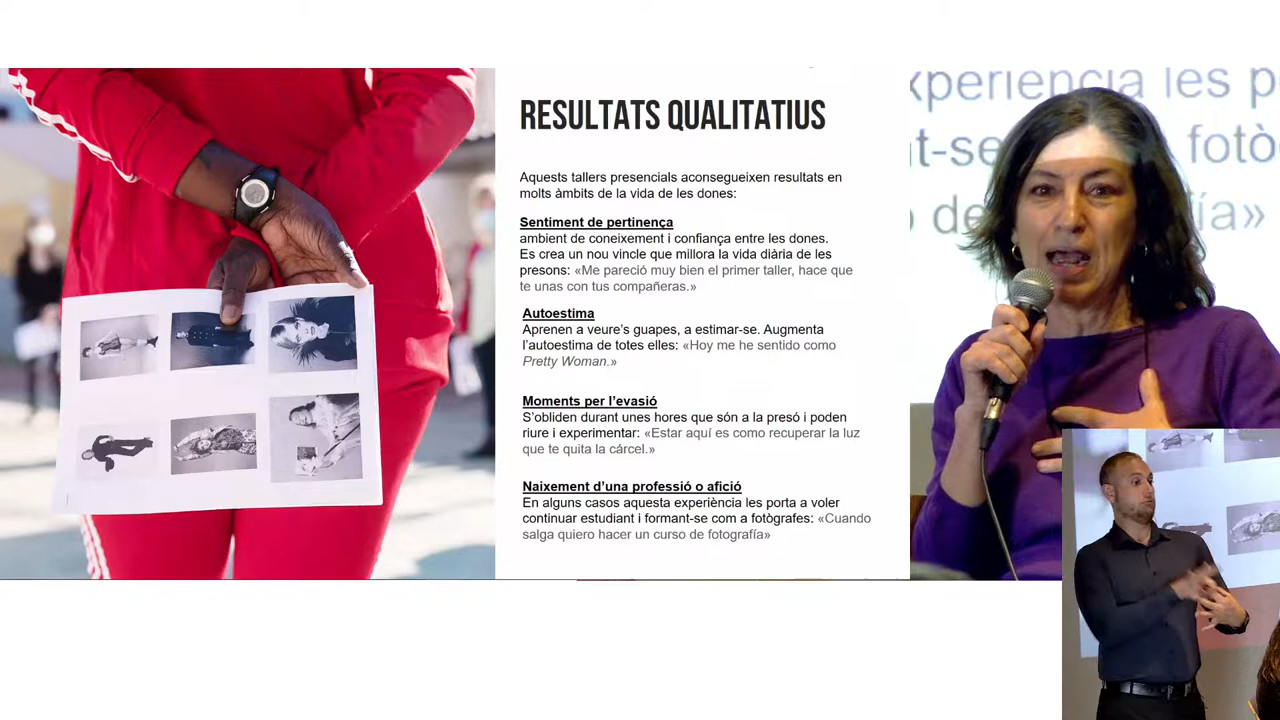 RESULTATS QUALITATIUS
Aquests tallers presencials aconsegueixen resultats en
molts àmbits de la vida de les dones:
Sentiment de pertinença
ambient de coneixement i confiança entre les dones.
Es crea un nou vincle que millora la vida diària de les
presons: «Me pareció muy bien el primer taller, hace que
te unas con tus compañeras.»
Autoestima
Aprenen a veure's guapes, a estimar-se. Augmenta
l'autoestima de totes elles: «Hoy me he sentido como
Pretty Woman.»
Moments per l'evasió
S'obliden durant unes hores que són a la presó i poden
riure i experimentar: «Estar aquí es como recuperar la luz
que te quita la cárcel.»
Naixement d'una professió o afició
En alguns casos aquesta experiència les porta a voler
continuar estudiant i formant-se com a fotògrafes: «Cuando
salga quiero hacer un curso de fotografía»
xperiència les p
t-se fotò
de ía»